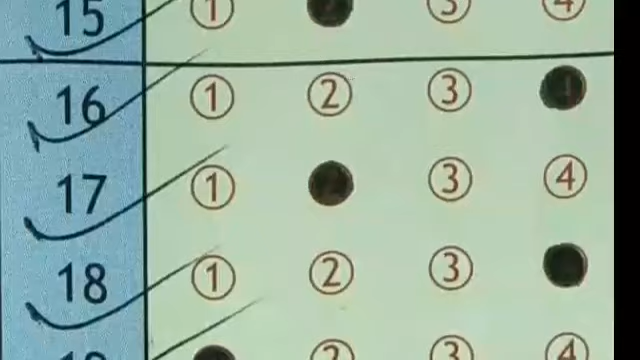 15 ① ③ ④
16 ① ② ③
17 ① ③ ④
18 ① ② ③
② ③ ④